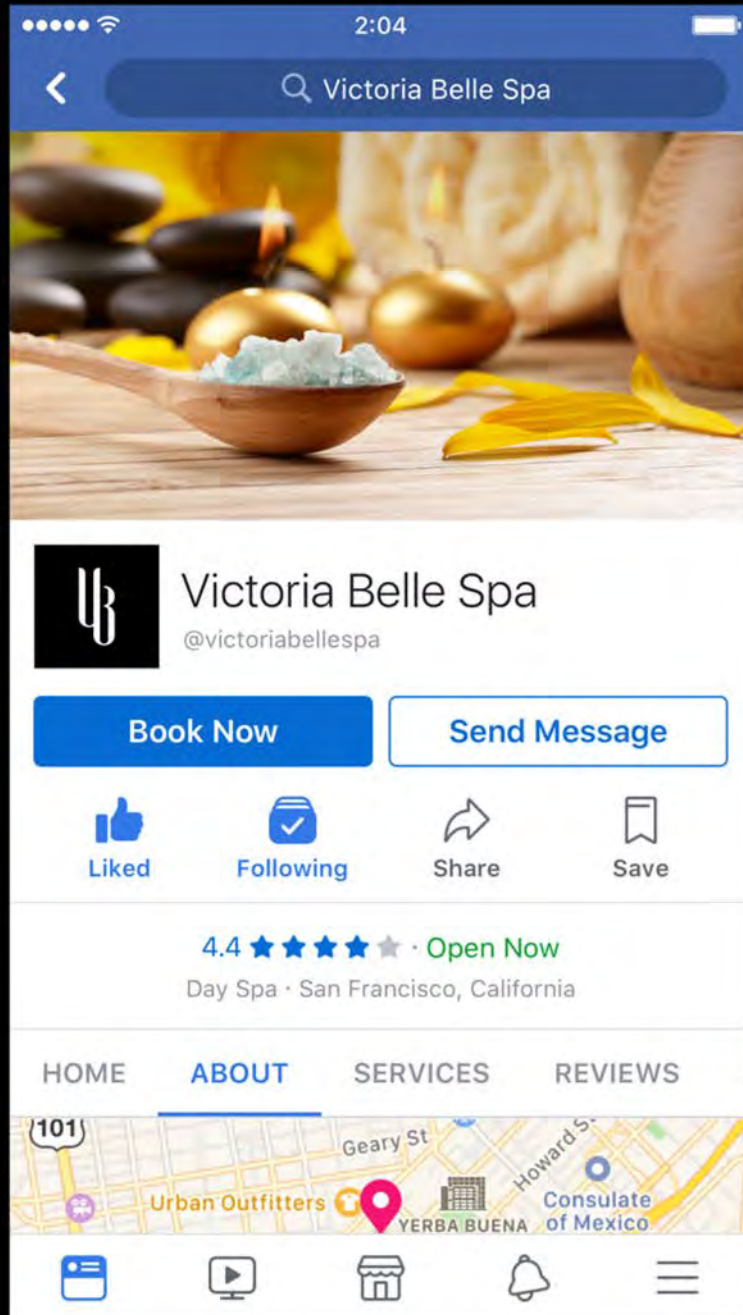 2:04
Victoria Belle Spa
VB
Victoria Belle Spa
@victoriabellespa
Book Now
Send Message
Liked
Following
Share
Save
4.4 · Open Now
Day Spa · San Francisco, California
HOME
ABOUT
SERVICES
REVIEWS
101
Geary St
Howard S
Urban Outfitters
YERBA BUENA
Consulate
of Mexico